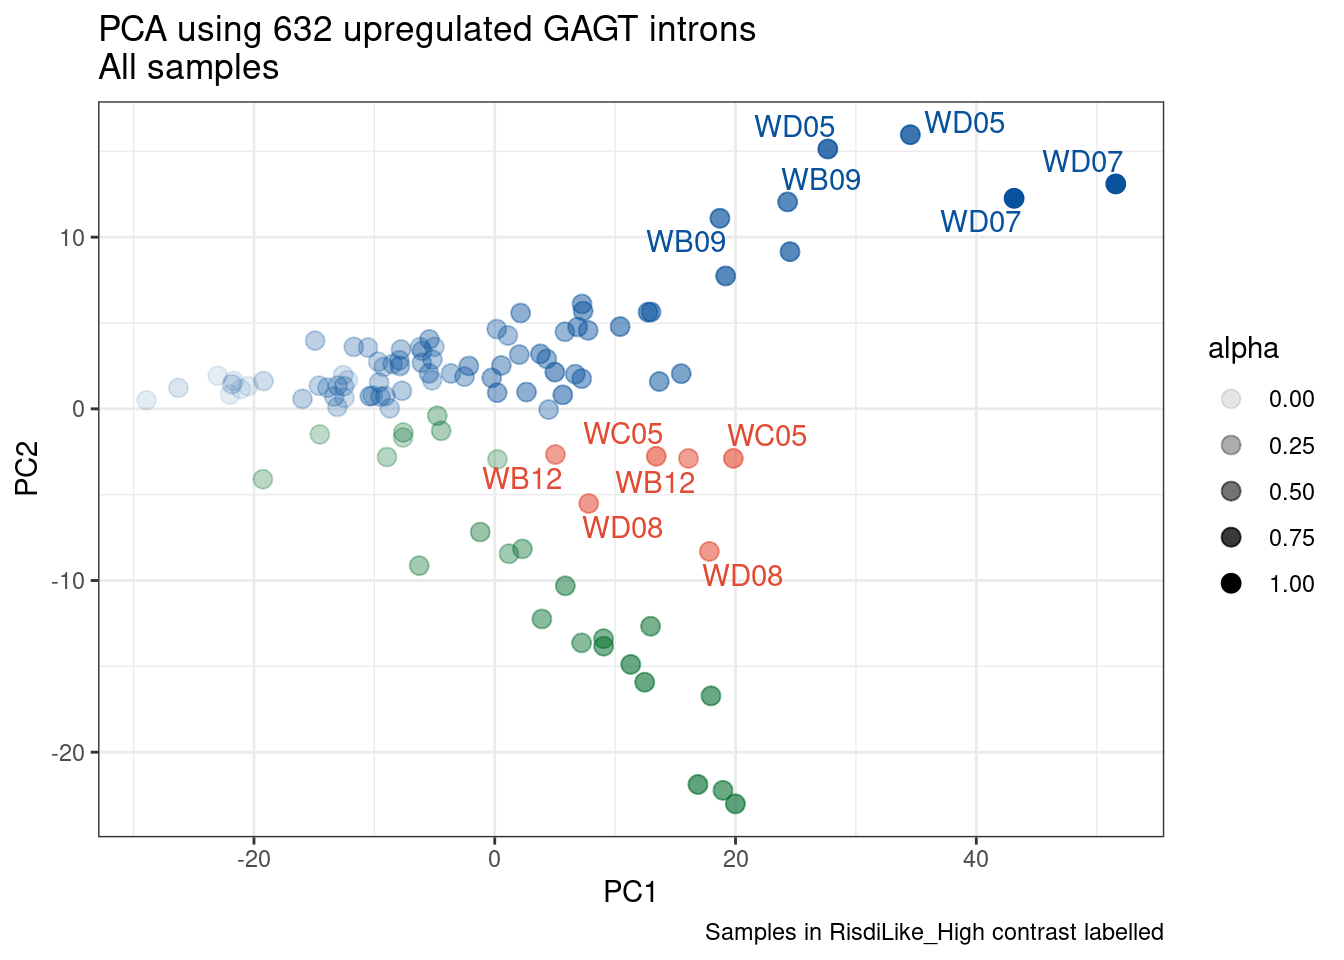 PCA using 632 upregulated GAGT introns
All samples
WD05
WD05
WD07
WB09
WD07
WB09
10
0
-10
-20
PC2
WC05
WC05
WB12
WB12
WD08
WD08
-20
0
20
40
PC1
alpha
0.00
0.25
0.50
0.75
1.00
Samples in RisdiLike_High contrast labelled